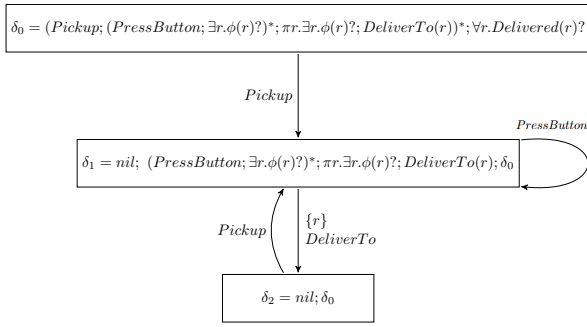 δ₀ = (Pickup; (PressButton; ∃r.ϕ(r)?)*; πr.∃r.ϕ(r)?; DeliverTo(r))*; ∀r.Delivered(r)?
Pickup
PressButton
δ₁ = nil; (PressButton; ∃r.ϕ(r)?)*; πr.∃r.ϕ(r)?; DeliverTo(r); δ₀
Pickup
{r}
DeliverTo
δ₂ = nil; δ₀